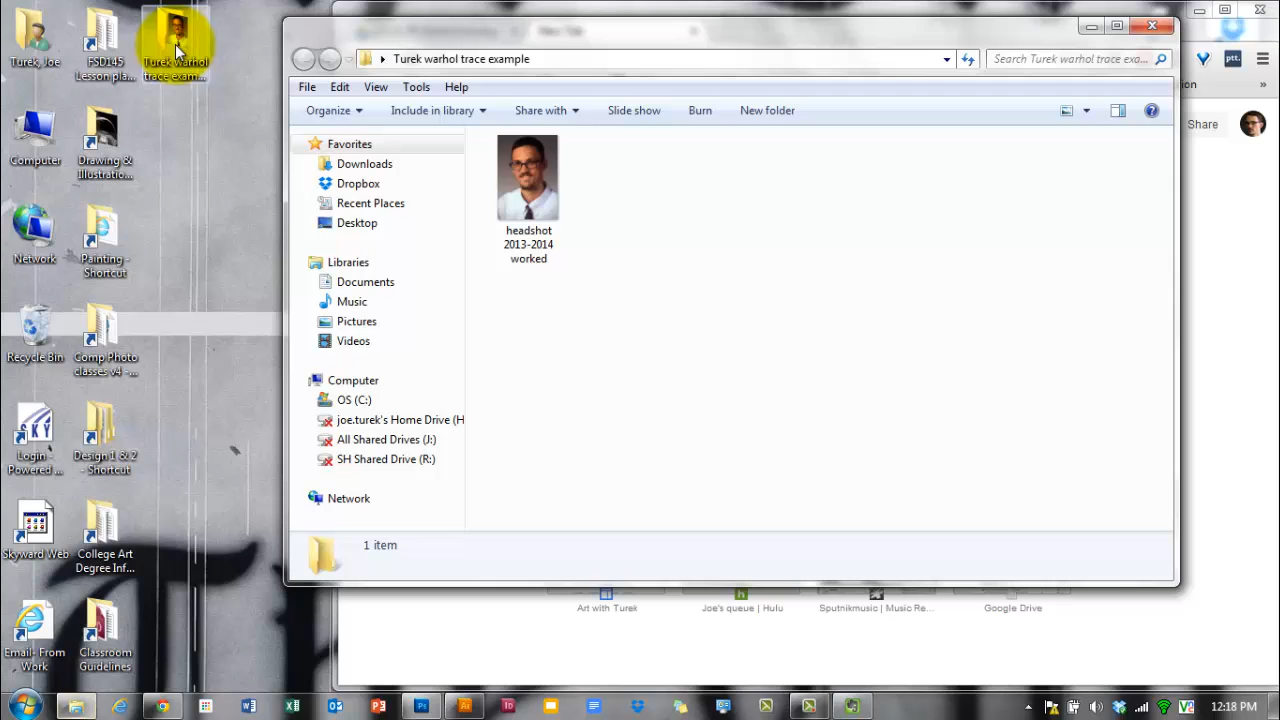 Turek, Joe
FSD145
Lesson pla...
Turek warhol
trace exam...
Computer
Drawing &
Illustratio...
Network
Painting -
Shortcut
Recycle Bin
Comp Photo
classes v4 -...
Login -
Powered ...
Design 1 & 2
- Shortcut
Skyward Web
College Art
Degree Inf...
Email- From
Work
Classroom
Guidelines
Turek warhol trace example
Search Turek warhol trace exa...
File Edit View Tools Help
Organize Include in library Share with Slide show Burn New folder
Favorites
Downloads
Dropbox
Recent Places
Desktop
Libraries
Documents
Music
Pictures
Videos
Computer
OS (C:)
joe.turek's Home Drive (H
All Shared Drives (J:)
SH Shared Drive (R:)
Network
headshot
2013-2014
worked
1 item
ptt.
Share
Art with Turek
Joe's queue | Hulu
Sputnikmusic | Music Re...
Google Drive
12:18 PM